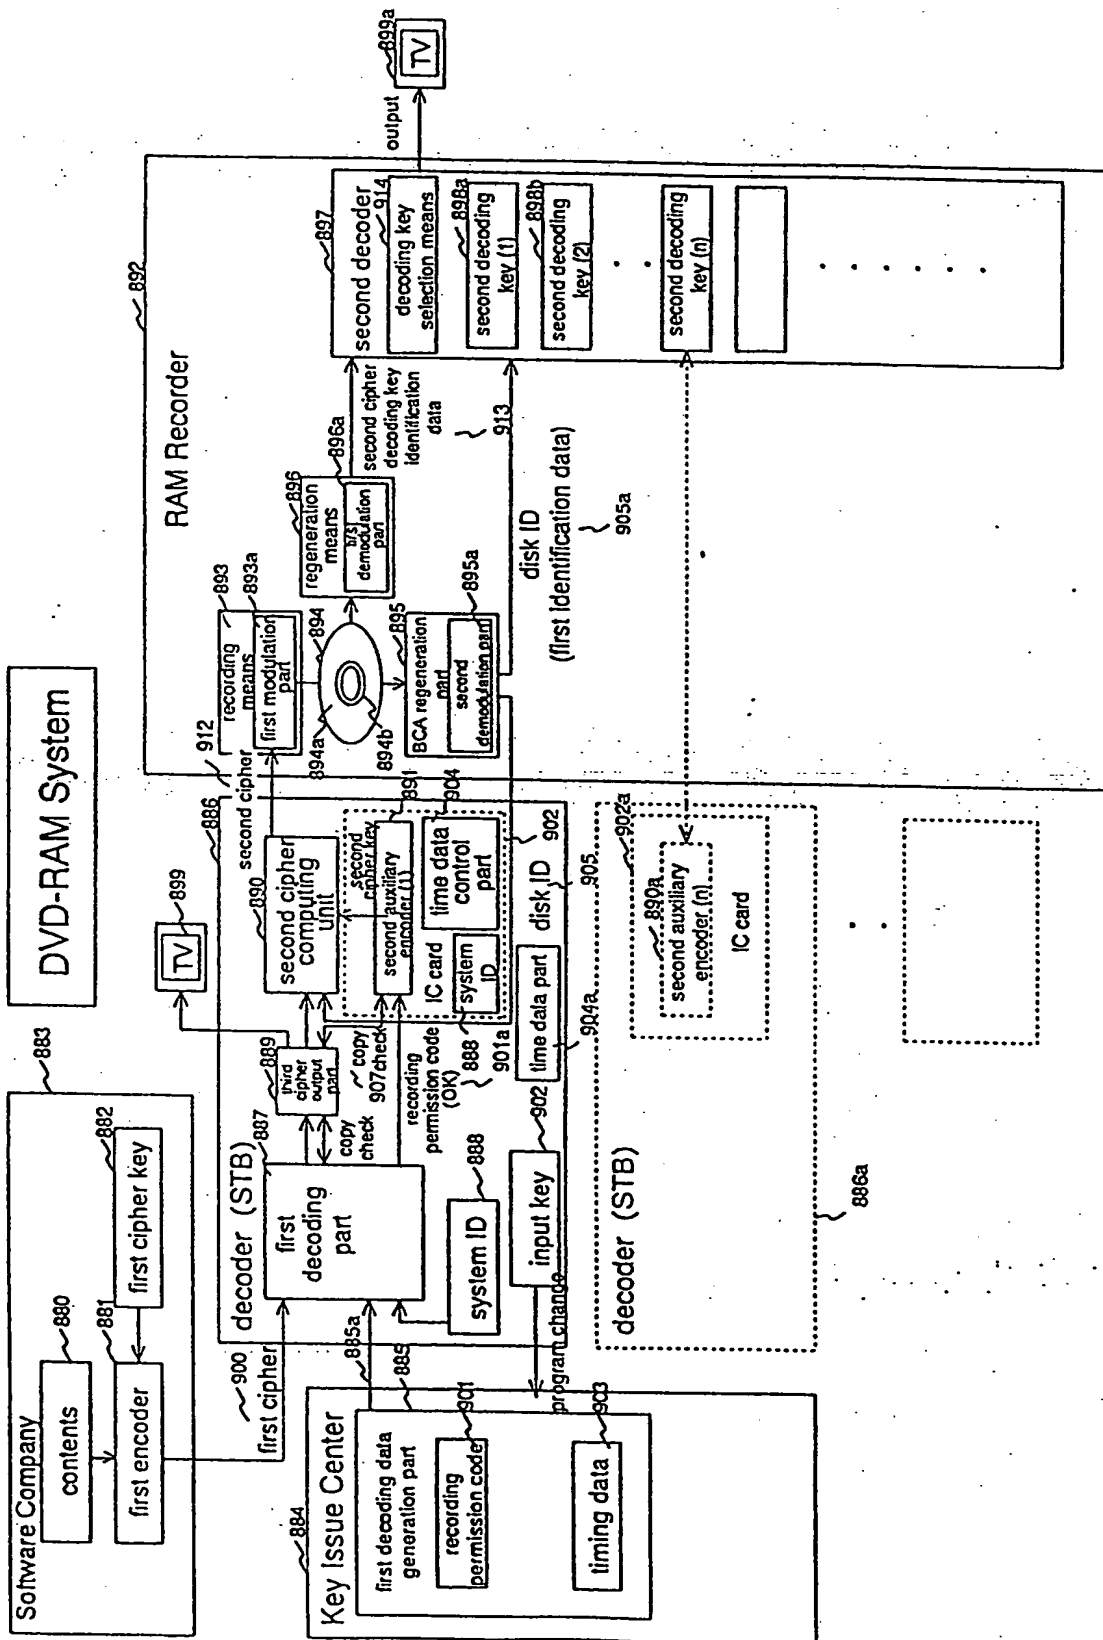 DVD-RAM System
Software Company
883
contents
880
first encoder
881
first cipher key
882
900
first cipher
Key Issue Center
884
first decoding data
generation part
885
885a
recording
permission code
901
timing data
903
program change
decoder (STB)
886
first
decoding
part
887
system ID
888
input key
902
copy
check
third
cipher
output
part
889
TV
899
copy
check
907
recording
permission code
(OK)
901a
time data part
904a
second cipher
computing
unit
890
second cipher key
second auxiliary
encoder (1)
891
IC card
system
ID
888
time data
control
part
904
902
disk ID
905
second cipher
912
decoder (STB)
886a
second auxiliary
encoder (n)
890a
IC card
902a
RAM Recorder
892
recording
means
893
first modulation
part
893a
894
894a
894b
BCA regeneration
part
895
second
demodulation part
895a
regeneration
means
896
demodulation
part
896a
second cipher
decoding key
identification
data
913
disk ID
(first identification data)
905a
second decoder
897
decoding key
selection means
914
second decoding
key (1)
898a
second decoding
key (2)
898b
second decoding
key (n)
output
TV
899a